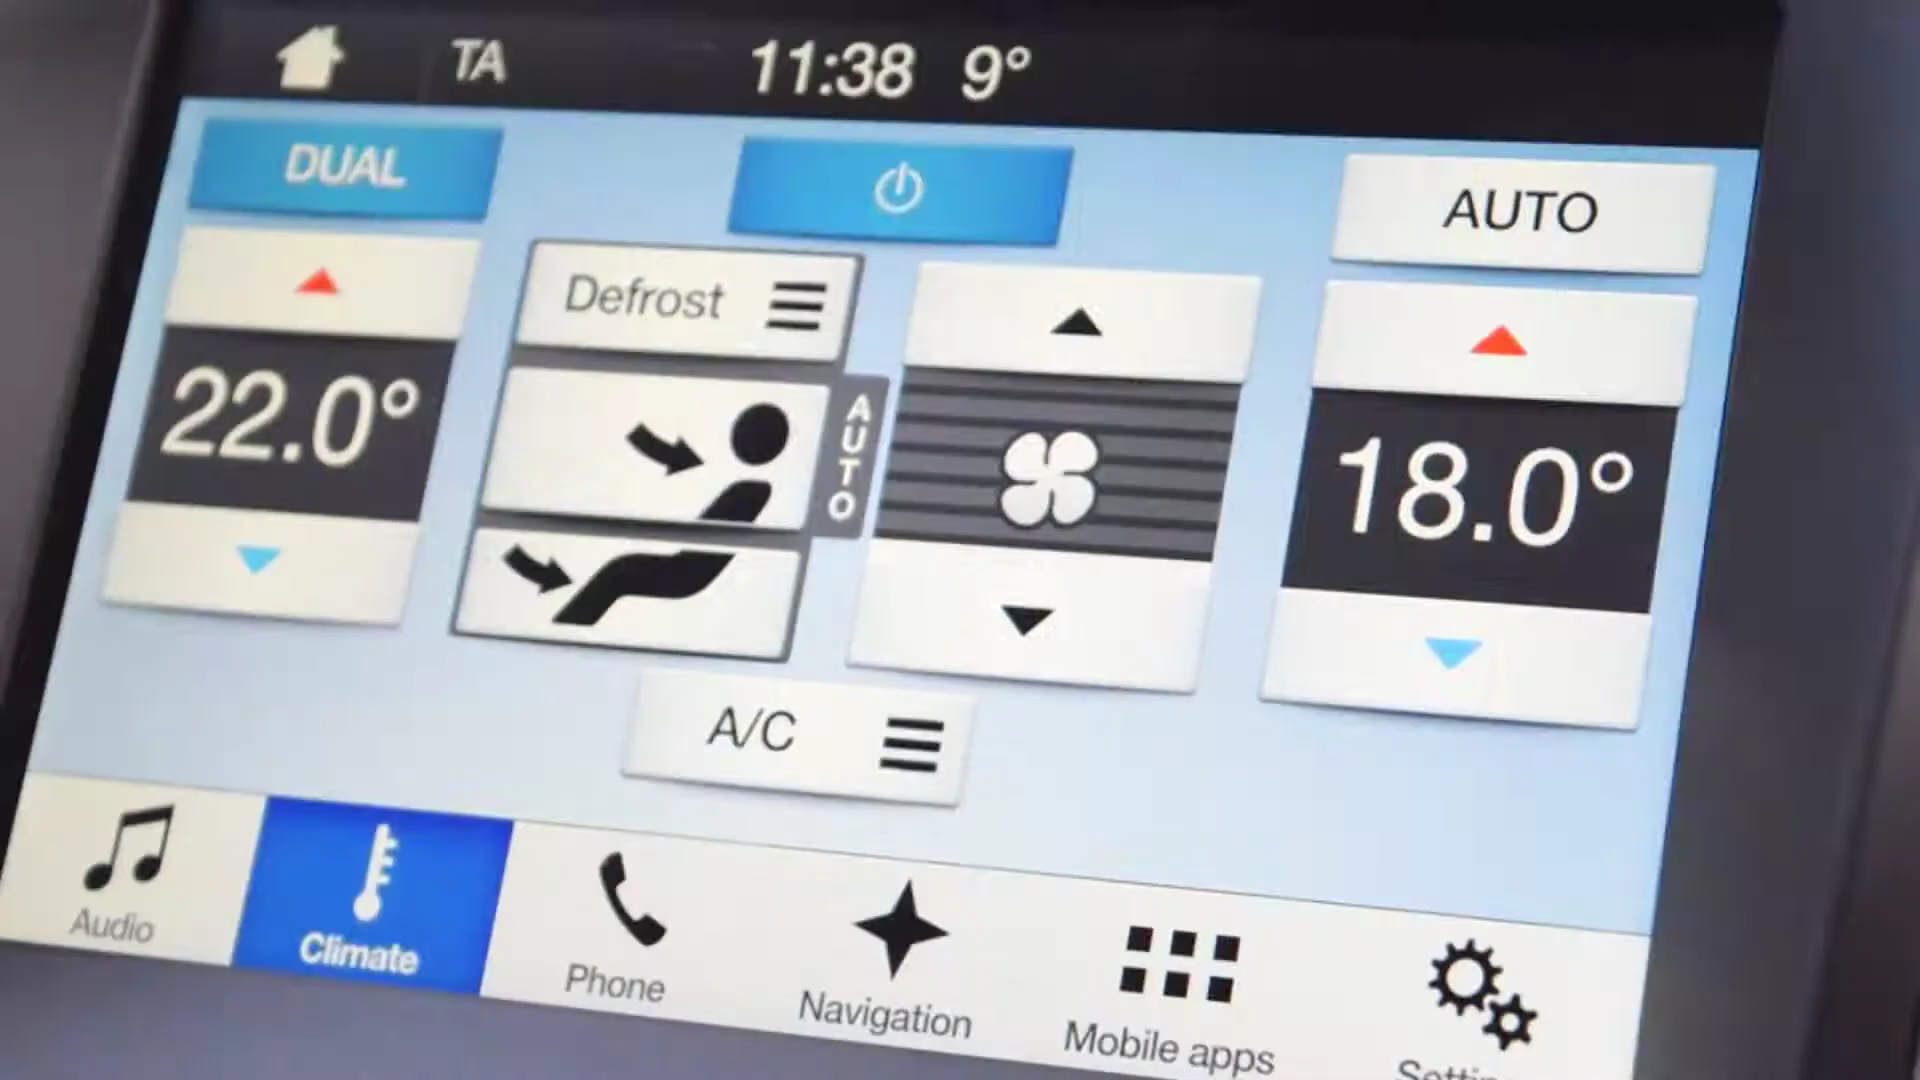 TA 11:38 9°
DUAL
AUTO
Defrost
22.0°
AUTO
18.0°
A/C
Audio
Climate
Phone
Navigation
Mobile apps